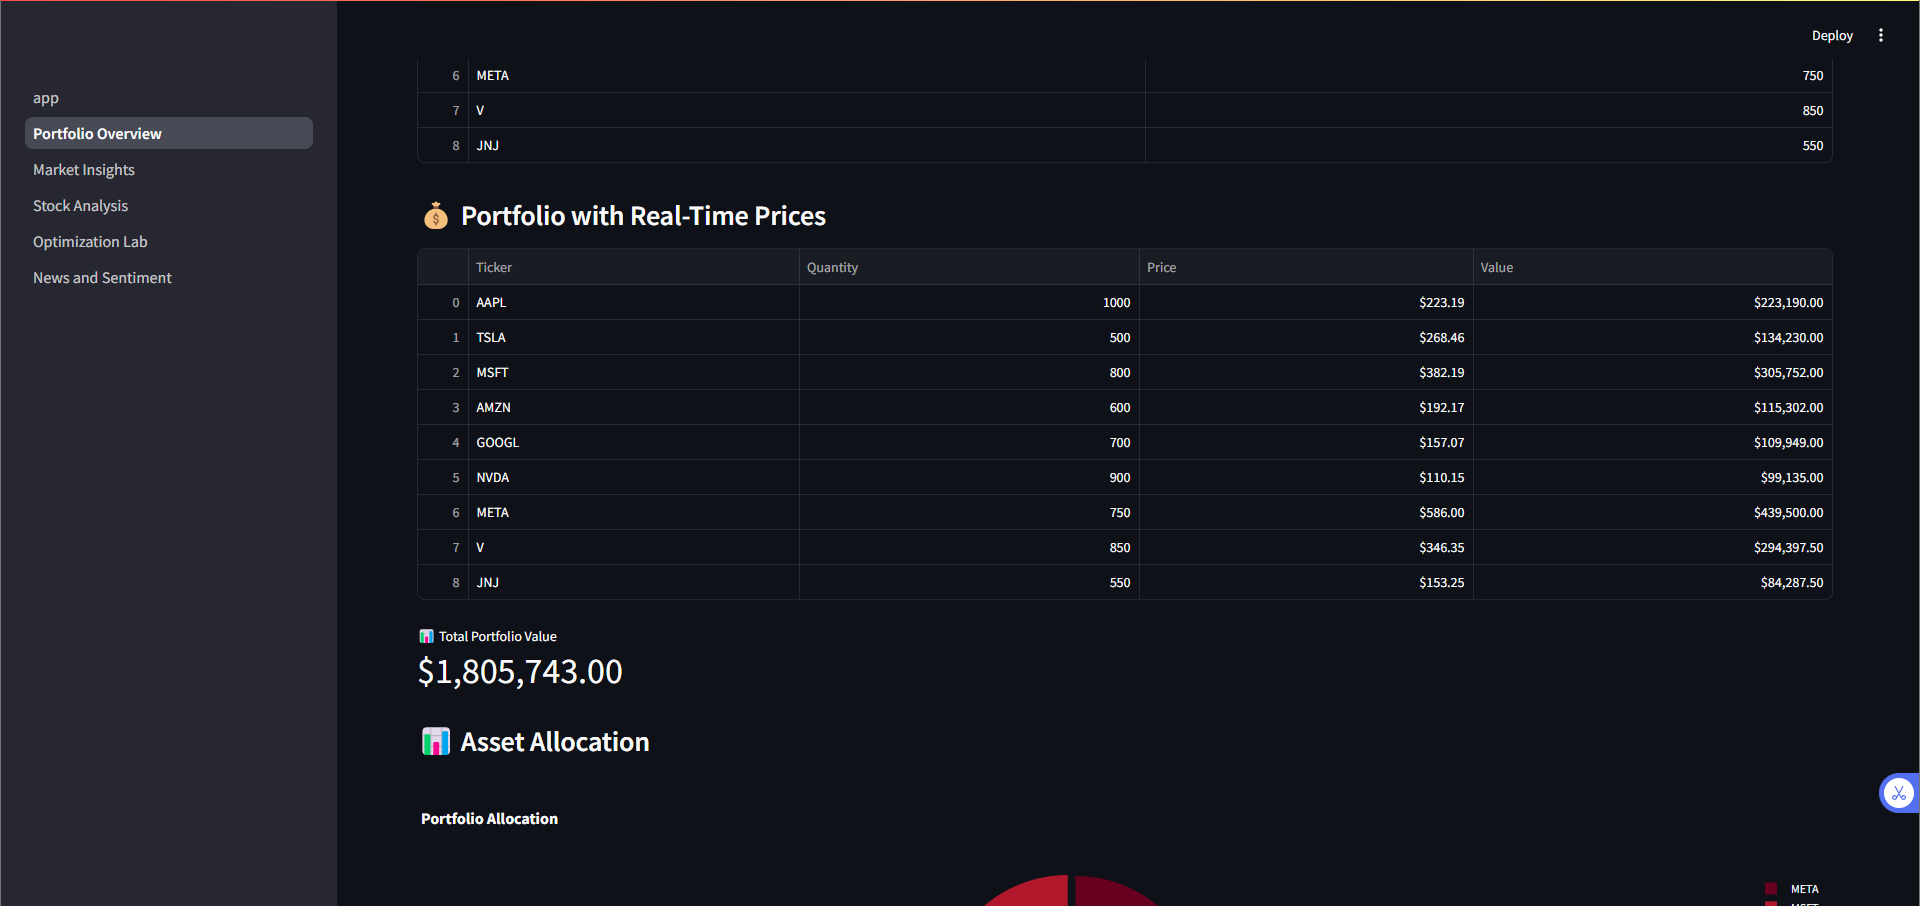 Deploy
app
Portfolio Overview
Market Insights
Stock Analysis
Optimization Lab
News and Sentiment
6 META 750
7 V 850
8 JNJ 550
Portfolio with Real-Time Prices
Ticker Quantity Price Value
0 AAPL 1000 $223.19 $223,190.00
1 TSLA 500 $268.46 $134,230.00
2 MSFT 800 $382.19 $305,752.00
3 AMZN 600 $192.17 $115,302.00
4 GOOGL 700 $157.07 $109,949.00
5 NVDA 900 $110.15 $99,135.00
6 META 750 $586.00 $439,500.00
7 V 850 $346.35 $294,397.50
8 JNJ 550 $153.25 $84,287.50
Total Portfolio Value
$1,805,743.00
Asset Allocation
Portfolio Allocation
META
MSFT